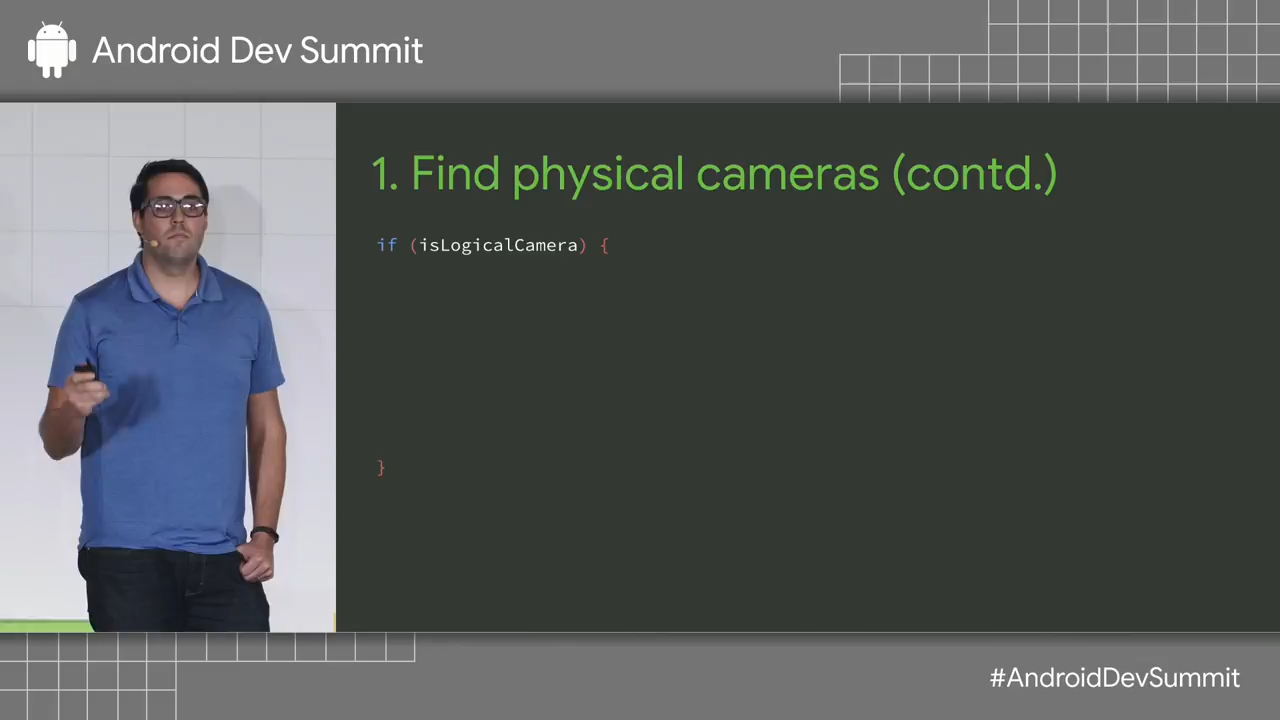 Android Dev Summit
1. Find physical cameras (contd.)
if (isLogicalCamera) {
}
#AndroidDevSummit